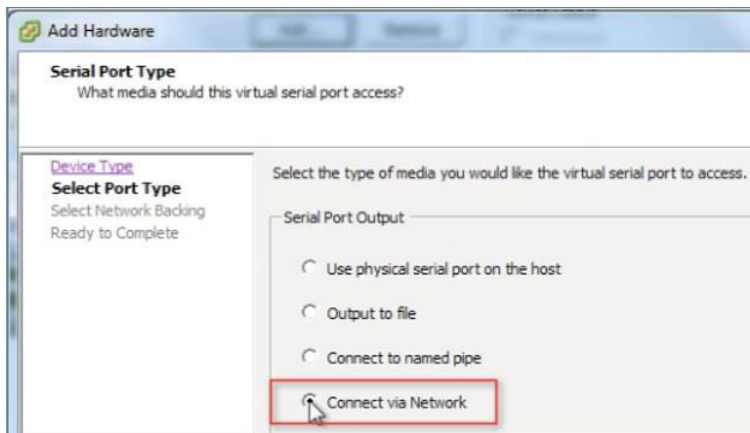 Add Hardware
Serial Port Type
What media should this virtual serial port access?
Device Type
Select Port Type
Select Network Backing
Ready to Complete
Select the type of media you would like the virtual serial port to access.
Serial Port Output
Use physical serial port on the host
Output to file
Connect to named pipe
Connect via Network